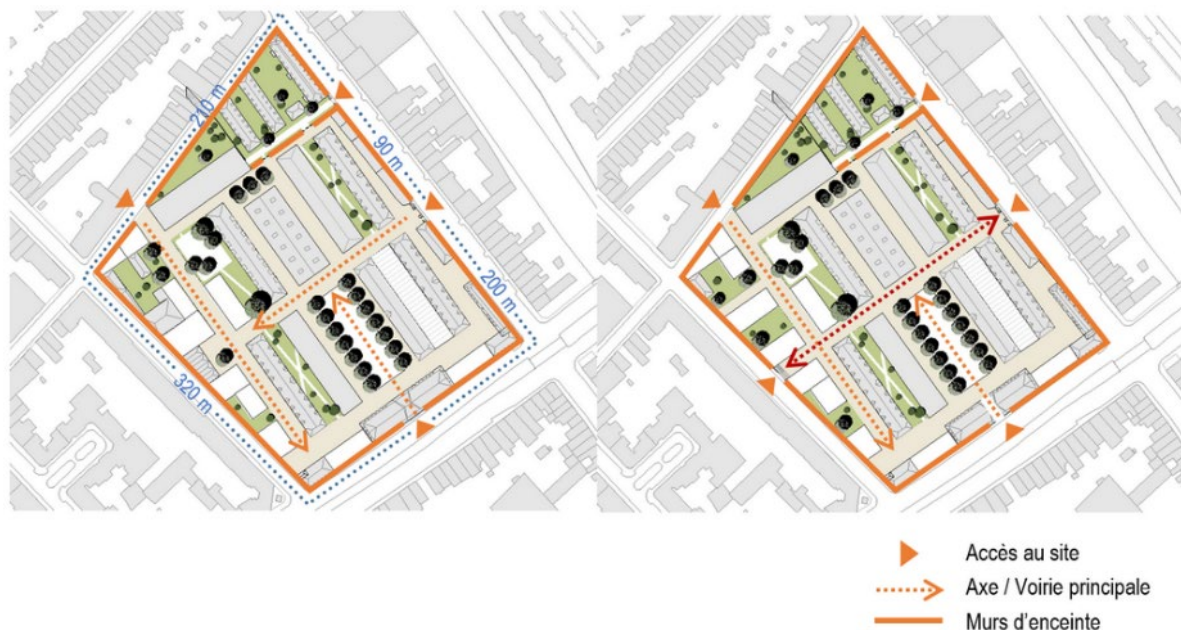 210 m
90 m
200 m
320 m
Accès au site
Axe / Voirie principale
Murs d'enceinte